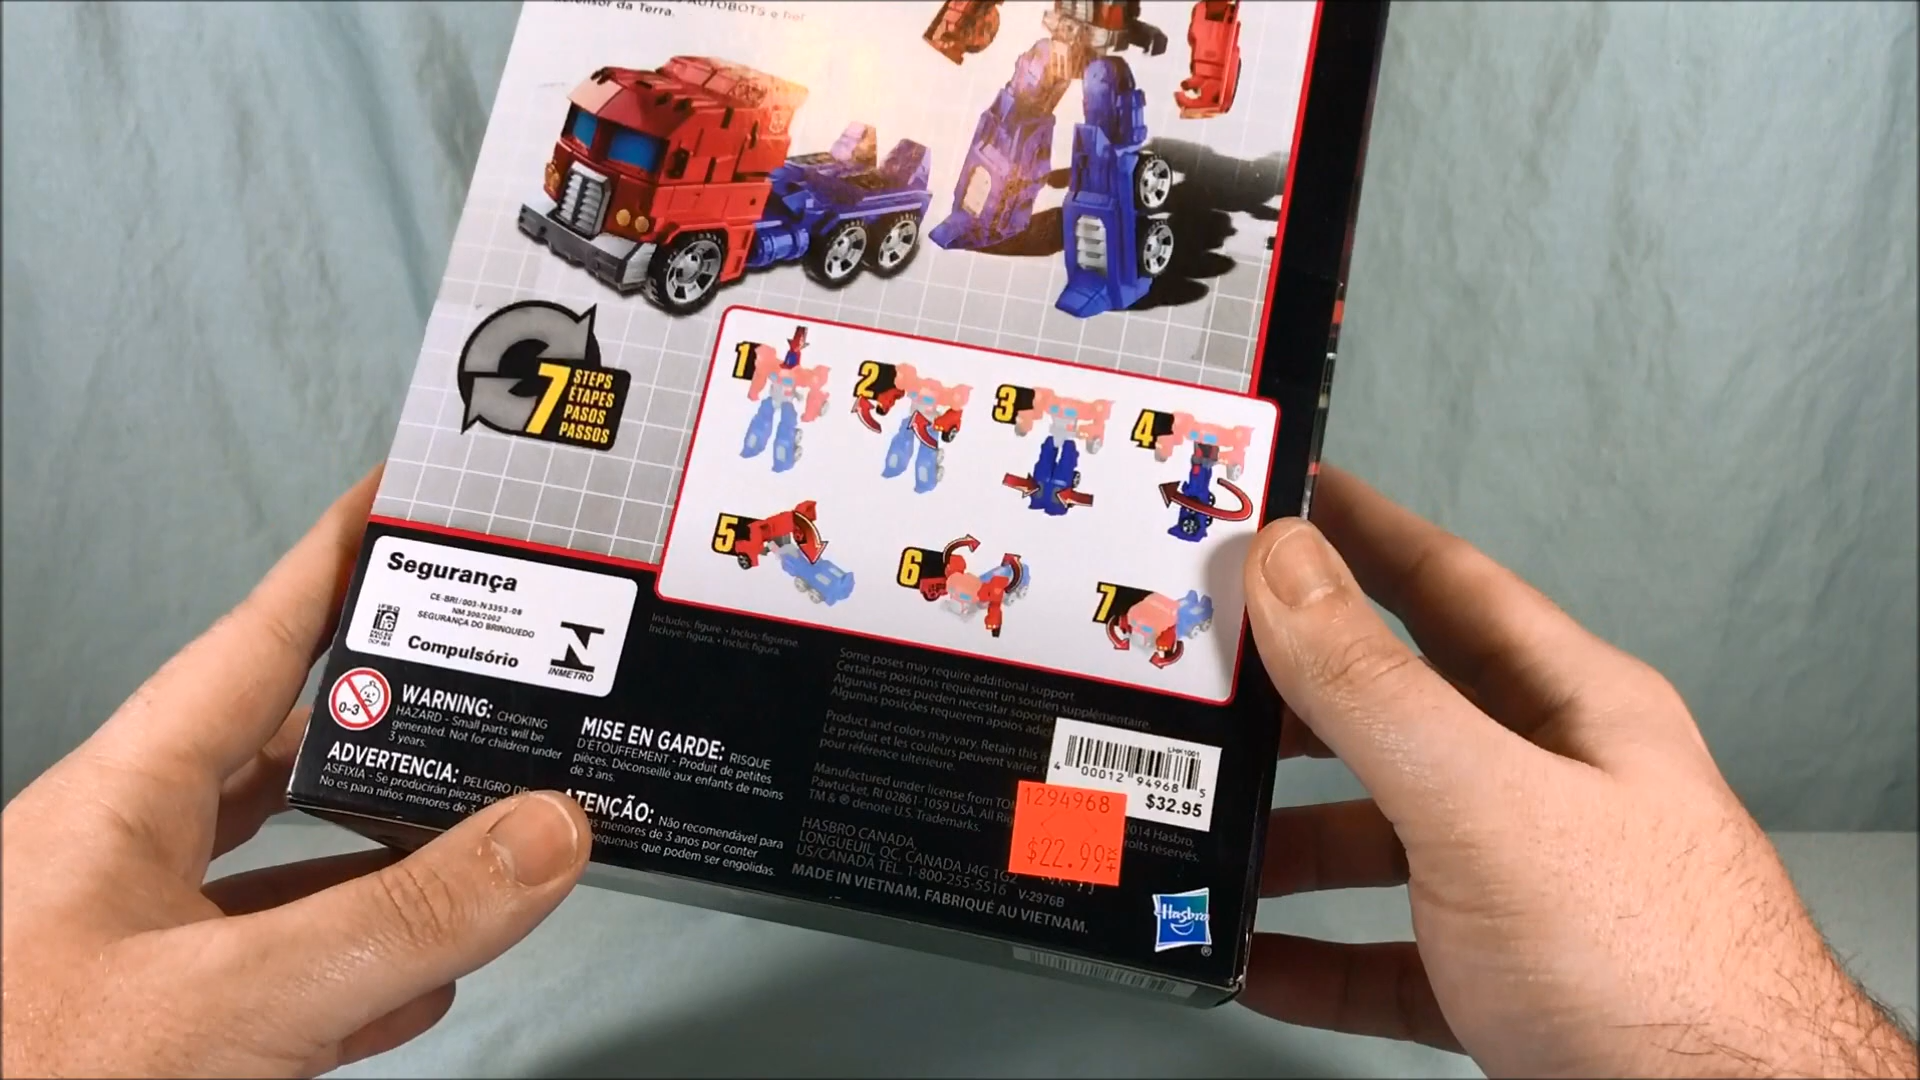 AUTOBOTS e fiel
defensor da Terra.
7
STEPS
ÉTAPES
PASOS
PASSOS
1
2
3
4
5
6
7
Segurança
CE-BRI/003-N3353-08
NM 300/2002
SEGURANÇA DO BRINQUEDO
Compulsório
INMETRO
Includes: figure. • Inclus: figurine.
Incluye: figura. • Inclui: figura.
0-3
WARNING: CHOKING
HAZARD - Small parts will be
generated. Not for children under
3 years.
MISE EN GARDE: RISQUE
D'ÉTOUFFEMENT - Produit de petites
pièces. Déconseillé aux enfants de moins
de 3 ans.
ADVERTENCIA: PELIGRO DE
ASFIXIA - Se producirán piezas
No es para niños menores de 3
ATENÇÃO: Não recomendável para
menores de 3 anos por conter
pequenas que podem ser engolidas.
Some poses may require additional support.
Certaines positions requièrent un soutien supplémentaire.
Algunas poses pueden necesitar soporte
Algumas posições requerem apoios
Product and colors may vary. Retain this
Le produit et les couleurs peuvent varier.
pour référence ultérieure.
Manufactured under license from
Pawtucket, RI 02861-1059 USA. All
TM & ® denote U.S. Trademarks.
2014 Hasbro,
droits réservés.
HASBRO CANADA,
LONGUEUIL, QC, CANADA J4G 1G2
US/CANADA TEL. 1-800-255-5516
V-2976B
MADE IN VIETNAM. FABRIQUÉ AU VIETNAM.
LHK1001
4 00012 94968 5
$32.95
1294968
$22.99
Hasbro
®